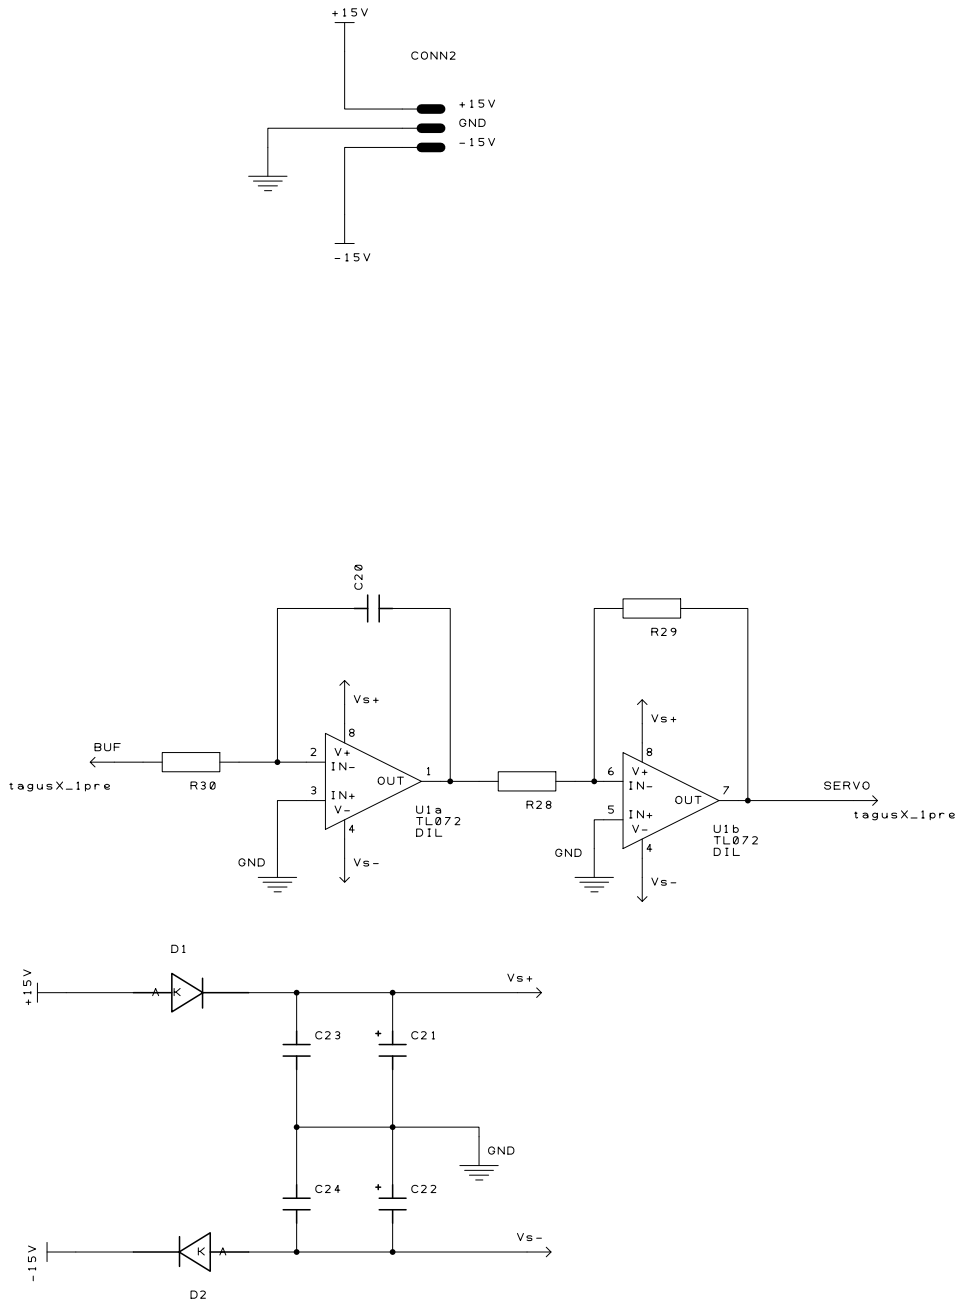 +15V
CONN2
+15V
GND
-15V
-15V
C20
R29
Vs+
Vs+
BUF
tagusX_1pre
R30
2
8
V+
IN-
3
IN+
V-
OUT
1
4
U1a
TL072
DIL
GND
Vs-
R28
6
8
V+
IN-
5
IN+
V-
OUT
7
4
U1b
TL072
DIL
GND
Vs-
SERVO
tagusX_1pre
D1
+15V
A
K
Vs+
C23
+
C21
GND
C24
+
C22
-15V
K
A
Vs-
D2